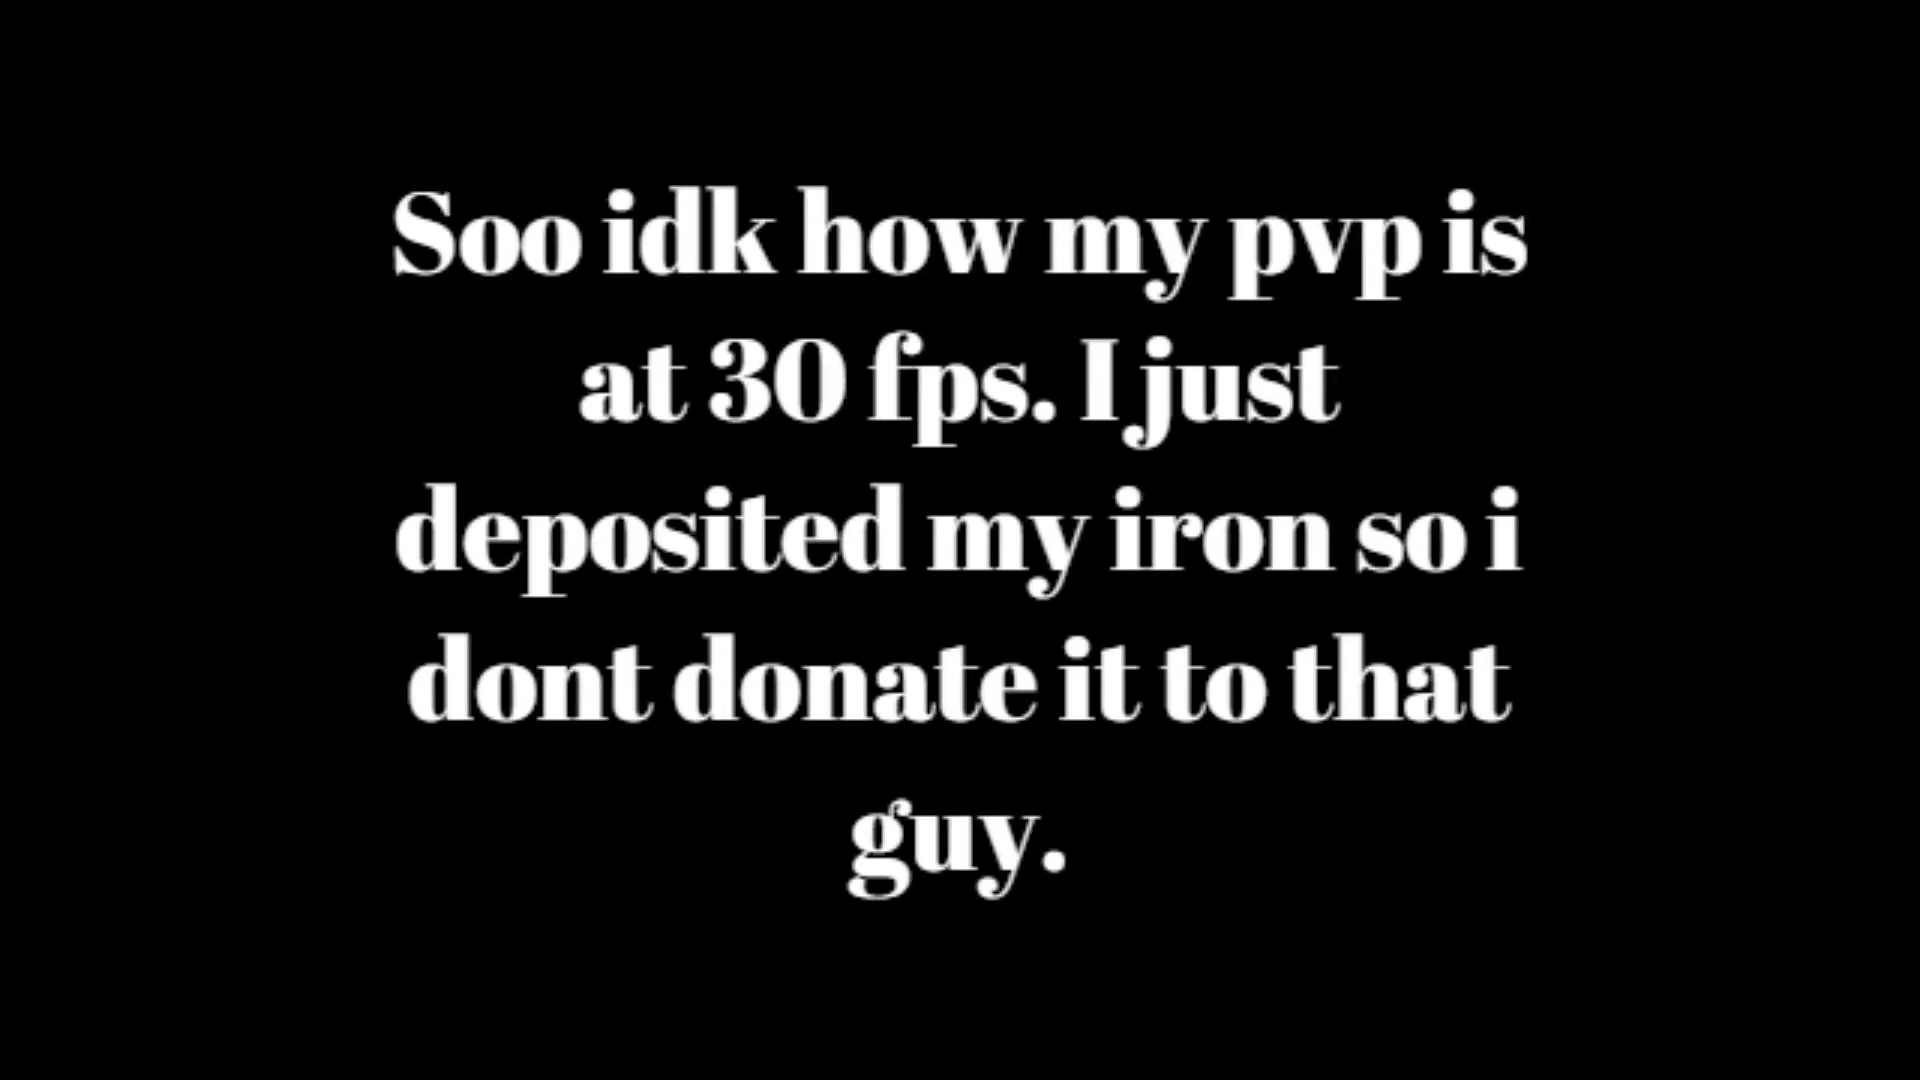 Soo idk how my pvp is
at 30 fps. I just
deposited my iron so i
dont donate it to that
guy.